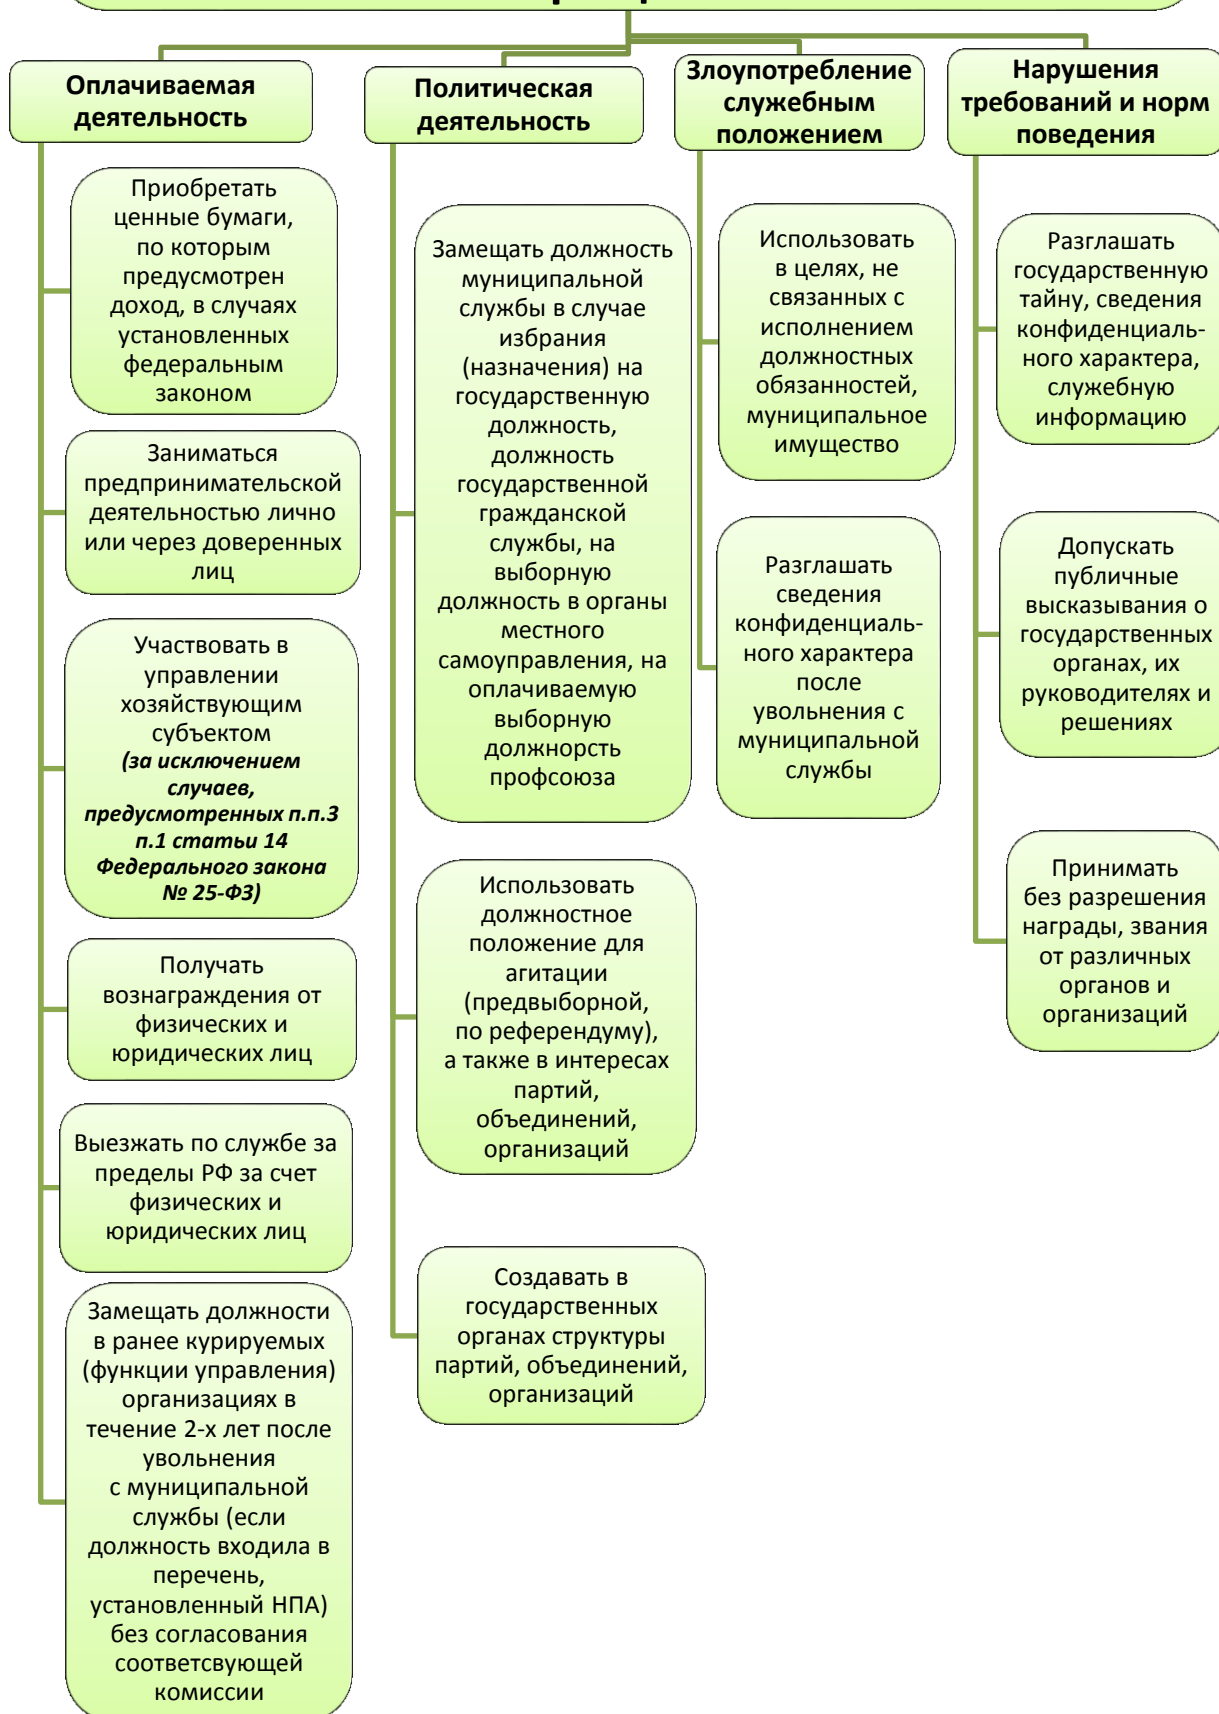 Оплачиваемая
деятельность
Приобретать
ценные бумаги,
по которым
предусмотрен
доход, в случаях
установленных
федеральным
законом
Заниматься
предпринимательской
деятельностью лично
или через доверенных
лиц
Участвовать в
управлении
хозяйствующим
субъектом
(за исключением
случаев,
предусмотренных п.п.3
п.1 статьи 14
Федерального закона
№ 25-ФЗ)
Получать
вознаграждения от
физических и
юридических лиц
Выезжать по службе за
пределы РФ за счет
физических и
юридических лиц
Замещать должности
в ранее курируемых
(функции управления)
организациях в
течение 2-х лет после
увольнения
с муниципальной
службы (если
должность входила в
перечень,
установленный НПА)
без согласования
соответсвующей
комиссии
Политическая
деятельность
Замещать должность
муниципальной
службы в случае
избрания
(назначения) на
государственную
должность,
должность
государственной
гражданской
службы, на
выборную
должность в органы
местного
самоуправления, на
оплачиваемую
выборную
должнорсть
профсоюза
Использовать
должностное
положение для
агитации
(предвыборной,
по референдуму),
а также в интересах
партий,
объединений,
организаций
Создавать в
государственных
органах структуры
партий, объединений,
организаций
Злоупотребление
служебным
положением
Использовать
в целях, не
связанных с
исполнением
должностных
обязанностей,
муниципальное
имущество
Разглашать
сведения
конфиденциаль-
ного характера
после
увольнения с
муниципальной
службы
Нарушения
требований и норм
поведения
Разглашать
государственную
тайну, сведения
конфиденциаль-
ного характера,
служебную
информацию
Допускать
публичные
высказывания о
государственных
органах, их
руководителях и
решениях
Принимать
без разрешения
награды, звания
от различных
органов и
организаций